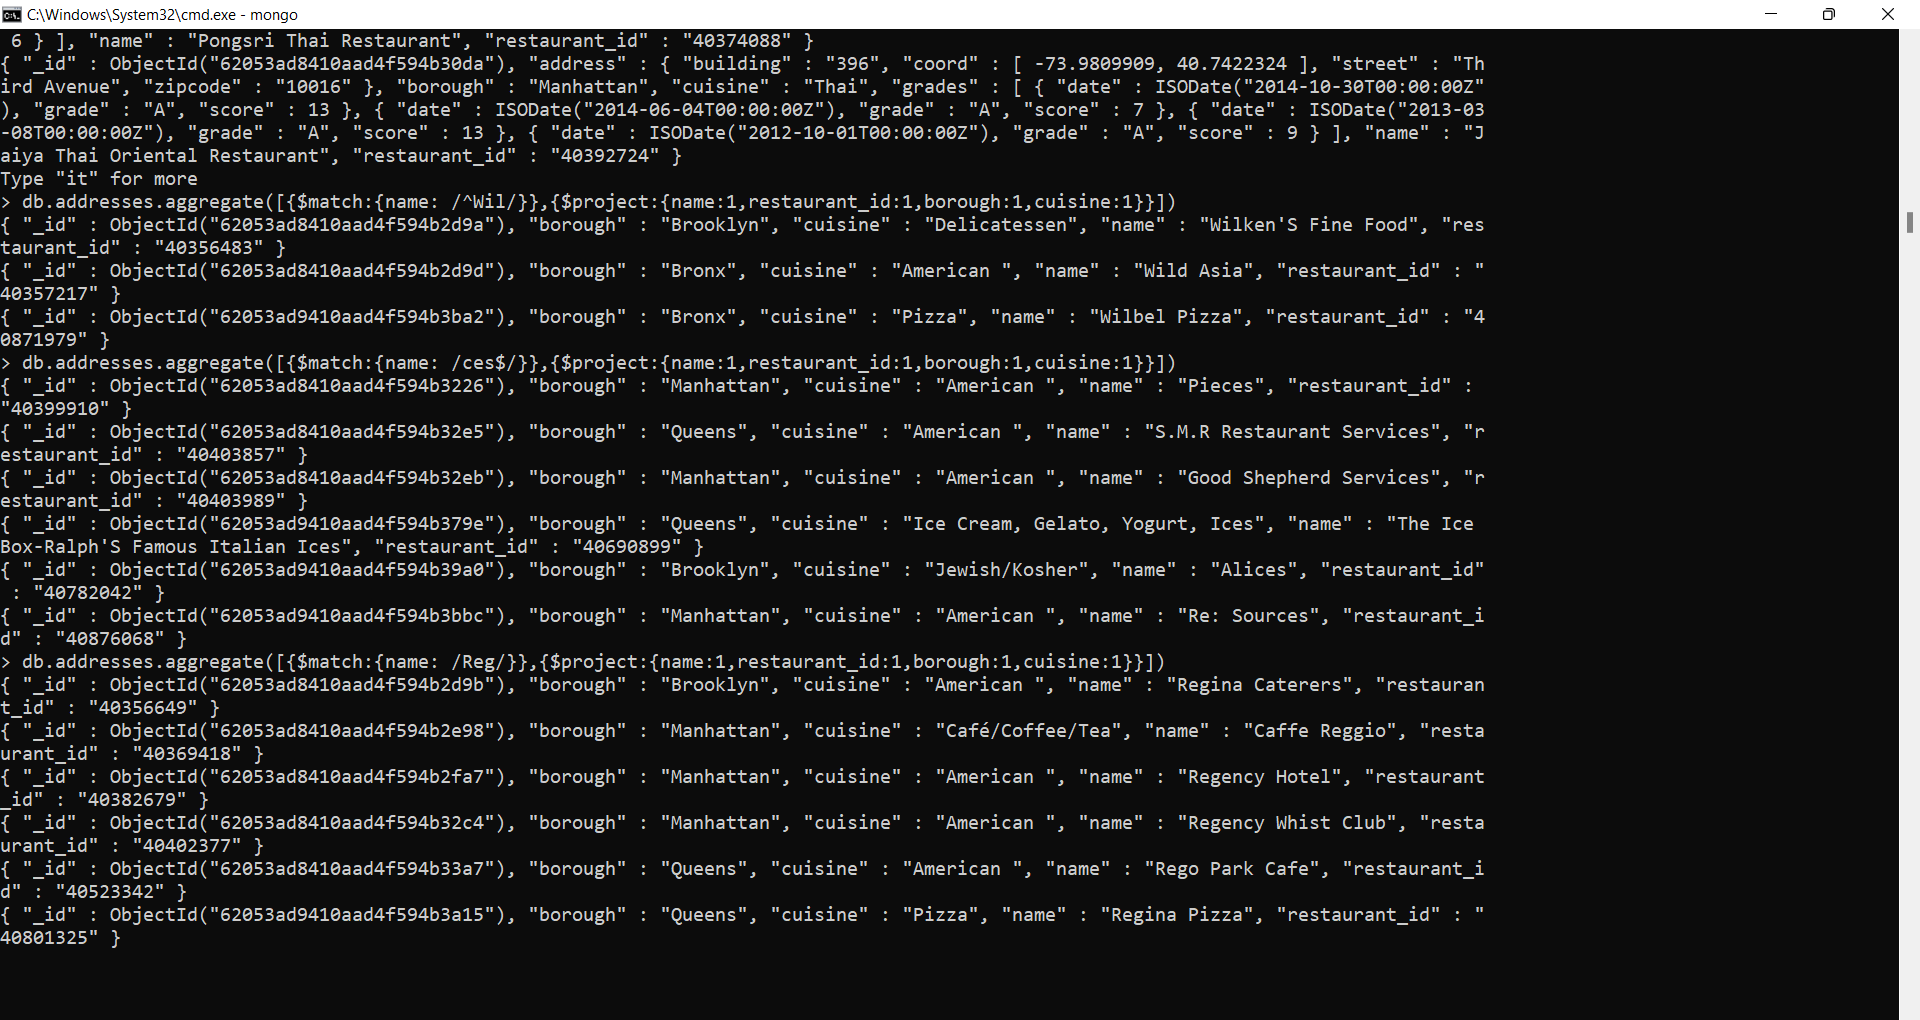 C:\Windows\System32\cmd.exe - mongo
 6 } ], "name" : "Pongsri Thai Restaurant", "restaurant_id" : "40374088" }
{ "_id" : ObjectId("62053ad8410aad4f594b30da"), "address" : { "building" : "396", "coord" : [ -73.9809909, 40.7422324 ], "street" : "Th
ird Avenue", "zipcode" : "10016" }, "borough" : "Manhattan", "cuisine" : "Thai", "grades" : [ { "date" : ISODate("2014-10-30T00:00:00Z"
), "grade" : "A", "score" : 13 }, { "date" : ISODate("2014-06-04T00:00:00Z"), "grade" : "A", "score" : 7 }, { "date" : ISODate("2013-03
-08T00:00:00Z"), "grade" : "A", "score" : 13 }, { "date" : ISODate("2012-10-01T00:00:00Z"), "grade" : "A", "score" : 9 } ], "name" : "J
aiya Thai Oriental Restaurant", "restaurant_id" : "40392724" }
Type "it" for more
> db.addresses.aggregate([{$match:{name: /^Wil/}},{$project:{name:1,restaurant_id:1,borough:1,cuisine:1}}])
{ "_id" : ObjectId("62053ad8410aad4f594b2d9a"), "borough" : "Brooklyn", "cuisine" : "Delicatessen", "name" : "Wilken'S Fine Food", "res
taurant_id" : "40356483" }
{ "_id" : ObjectId("62053ad8410aad4f594b2d9d"), "borough" : "Bronx", "cuisine" : "American ", "name" : "Wild Asia", "restaurant_id" : "
40357217" }
{ "_id" : ObjectId("62053ad9410aad4f594b3ba2"), "borough" : "Bronx", "cuisine" : "Pizza", "name" : "Wilbel Pizza", "restaurant_id" : "4
0871979" }
> db.addresses.aggregate([{$match:{name: /ces$/}},{$project:{name:1,restaurant_id:1,borough:1,cuisine:1}}])
{ "_id" : ObjectId("62053ad8410aad4f594b3226"), "borough" : "Manhattan", "cuisine" : "American ", "name" : "Pieces", "restaurant_id" :
"40399910" }
{ "_id" : ObjectId("62053ad8410aad4f594b32e5"), "borough" : "Queens", "cuisine" : "American ", "name" : "S.M.R Restaurant Services", "r
estaurant_id" : "40403857" }
{ "_id" : ObjectId("62053ad8410aad4f594b32eb"), "borough" : "Manhattan", "cuisine" : "American ", "name" : "Good Shepherd Services", "r
estaurant_id" : "40403989" }
{ "_id" : ObjectId("62053ad9410aad4f594b379e"), "borough" : "Queens", "cuisine" : "Ice Cream, Gelato, Yogurt, Ices", "name" : "The Ice
Box-Ralph'S Famous Italian Ices", "restaurant_id" : "40690899" }
{ "_id" : ObjectId("62053ad9410aad4f594b39a0"), "borough" : "Brooklyn", "cuisine" : "Jewish/Kosher", "name" : "Alices", "restaurant_id"
 : "40782042" }
{ "_id" : ObjectId("62053ad9410aad4f594b3bbc"), "borough" : "Manhattan", "cuisine" : "American ", "name" : "Re: Sources", "restaurant_i
d" : "40876068" }
> db.addresses.aggregate([{$match:{name: /Reg/}},{$project:{name:1,restaurant_id:1,borough:1,cuisine:1}}])
{ "_id" : ObjectId("62053ad8410aad4f594b2d9b"), "borough" : "Brooklyn", "cuisine" : "American ", "name" : "Regina Caterers", "restauran
t_id" : "40356649" }
{ "_id" : ObjectId("62053ad8410aad4f594b2e98"), "borough" : "Manhattan", "cuisine" : "Café/Coffee/Tea", "name" : "Caffe Reggio", "resta
urant_id" : "40369418" }
{ "_id" : ObjectId("62053ad8410aad4f594b2fa7"), "borough" : "Manhattan", "cuisine" : "American ", "name" : "Regency Hotel", "restaurant
_id" : "40382679" }
{ "_id" : ObjectId("62053ad8410aad4f594b32c4"), "borough" : "Manhattan", "cuisine" : "American ", "name" : "Regency Whist Club", "resta
urant_id" : "40402377" }
{ "_id" : ObjectId("62053ad8410aad4f594b33a7"), "borough" : "Queens", "cuisine" : "American ", "name" : "Rego Park Cafe", "restaurant_i
d" : "40523342" }
{ "_id" : ObjectId("62053ad9410aad4f594b3a15"), "borough" : "Queens", "cuisine" : "Pizza", "name" : "Regina Pizza", "restaurant_id" : "
40801325" }